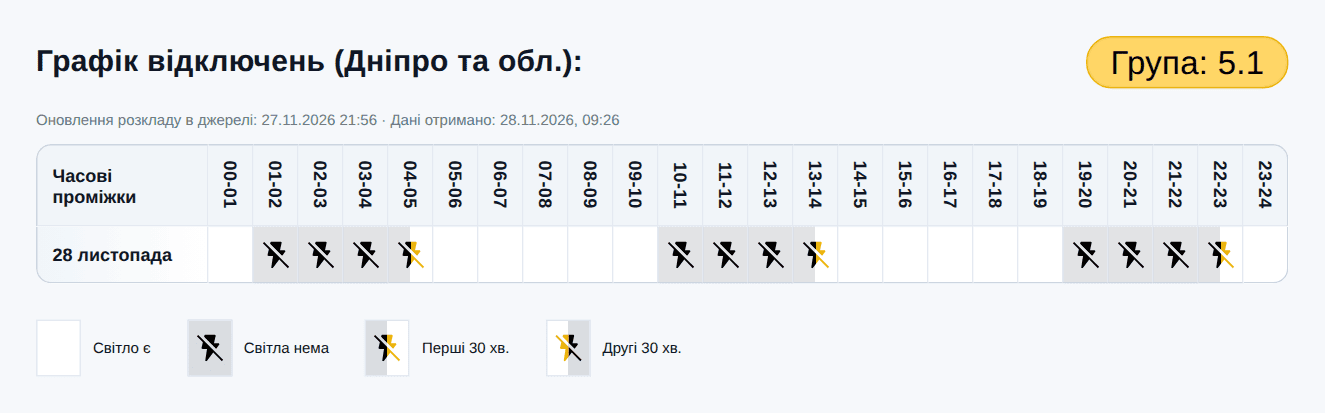 Графік відключень (Дніпро та обл.):
Група: 5.1
Оновлення розкладу в джерелі: 27.11.2026 21:56 · Дані отримано: 28.11.2026, 09:26
Часові
проміжки
00-01 01-02 02-03 03-04 04-05 05-06 06-07 07-08 08-09 09-10 10-11 11-12 12-13 13-14 14-15 15-16 16-17 17-18 18-19 19-20 20-21 21-22 22-23 23-24
28 листопада
Світло є
Світла нема
Перші 30 хв.
Другі 30 хв.